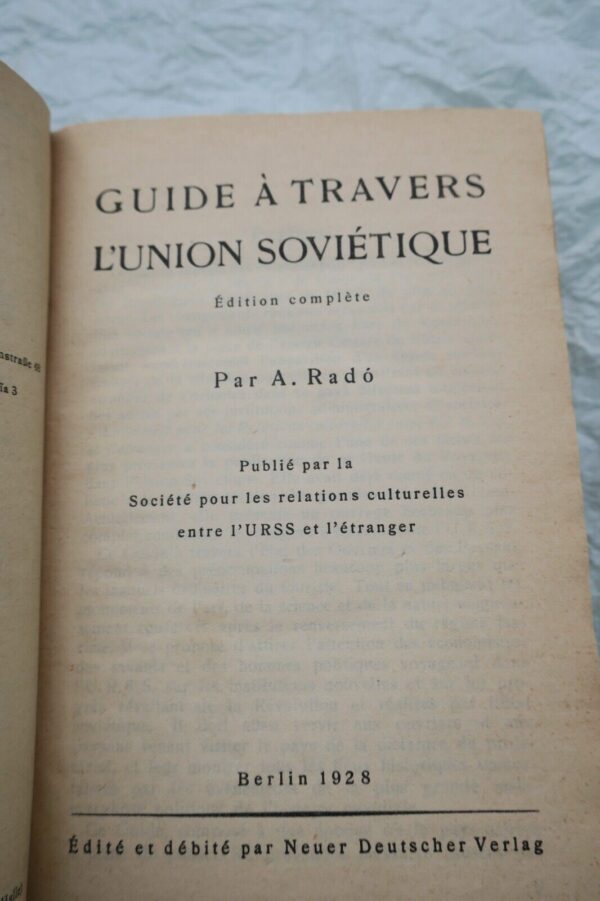 GUIDE À TRAVERS
L'UNION SOVIÉTIQUE
Édition complète
Par A. Radó
Publié par la
Société pour les relations culturelles
entre l'URSS et l'étranger
Berlin 1928
Édité et débité par Neuer Deutscher Verlag